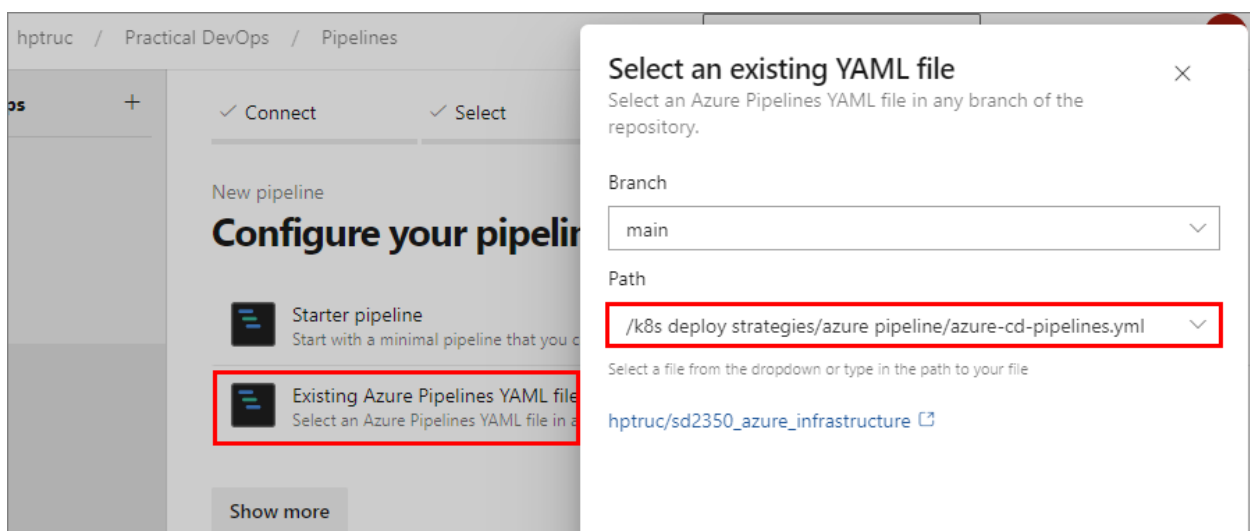 hptruc / Practical DevOps / Pipelines
ps +
Connect
Select
New pipeline
Configure your pipelin
Starter pipeline
Start with a minimal pipeline that you c
Existing Azure Pipelines YAML file
Select an Azure Pipelines YAML file in a
Show more
Select an existing YAML file
Select an Azure Pipelines YAML file in any branch of the
repository.
Branch
main
Path
/k8s deploy strategies/azure pipeline/azure-cd-pipelines.yml
Select a file from the dropdown or type in the path to your file
hptruc/sd2350_azure_infrastructure